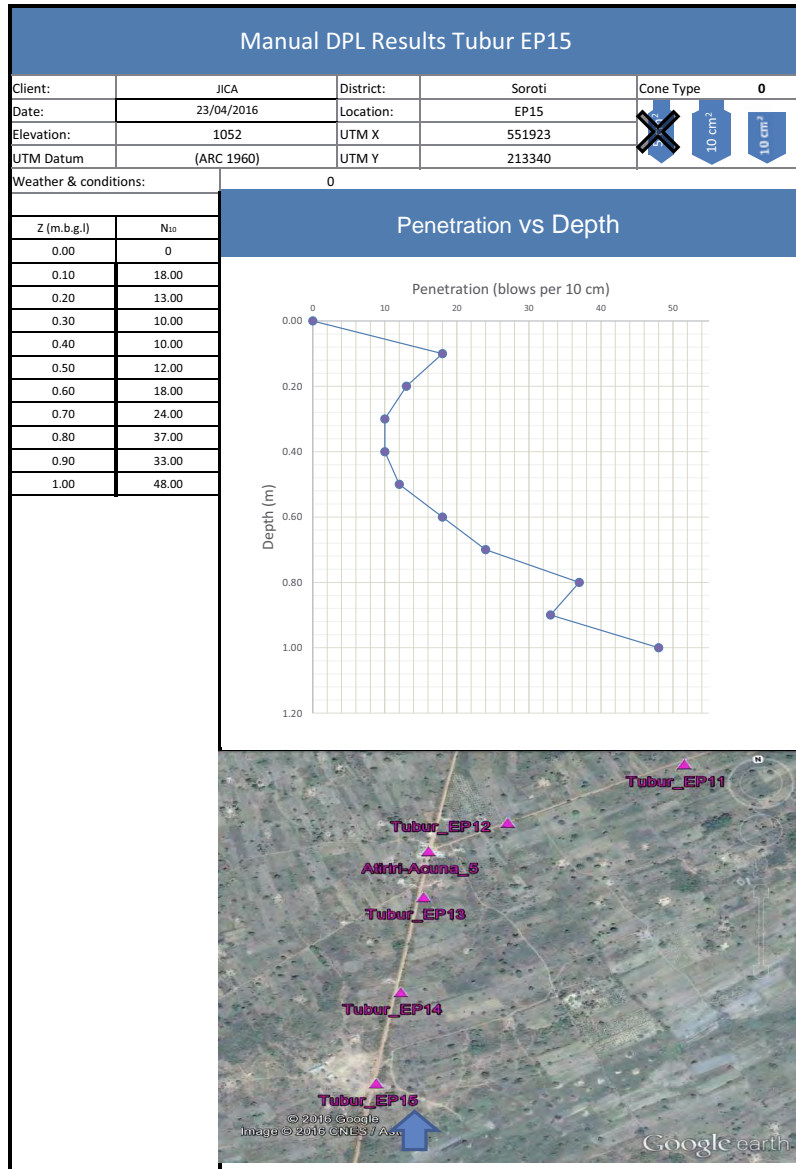 Manual DPL Results Tubur EP15
Client: JICA District: Soroti Cone Type 0
Date: 23/04/2016 Location: EP15
Elevation: 1052 UTM X 551923
UTM Datum (ARC 1960) UTM Y 213340
10 cm²
10 cm²
Weather & conditions: 0
Z (m.b.g.l) N10
0.00 0
0.10 18.00
0.20 13.00
0.30 10.00
0.40 10.00
0.50 12.00
0.60 18.00
0.70 24.00
0.80 37.00
0.90 33.00
1.00 48.00
Penetration vs Depth
Penetration (blows per 10 cm)
0 10 20 30 40 50
0.00
0.20
0.40
0.60
0.80
1.00
1.20
Depth (m)
N
Tubur_EP11
Tubur_EP12
Atiriri-Acuna_5
Tubur_EP13
Tubur_EP14
Tubur_EP15
© 2016 Google
Image © 2016 CNES /
Google earth